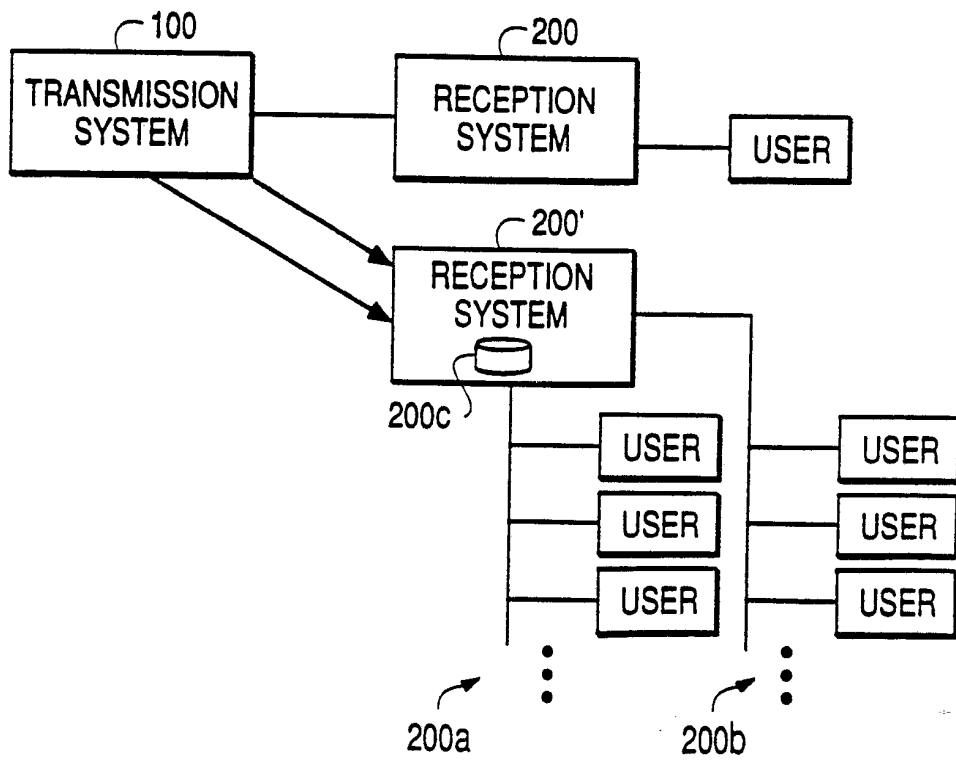 100
TRANSMISSION
SYSTEM
200
RECEPTION
SYSTEM
USER
200'
RECEPTION
SYSTEM
200c
USER
USER
USER
USER
USER
USER
200a
200b